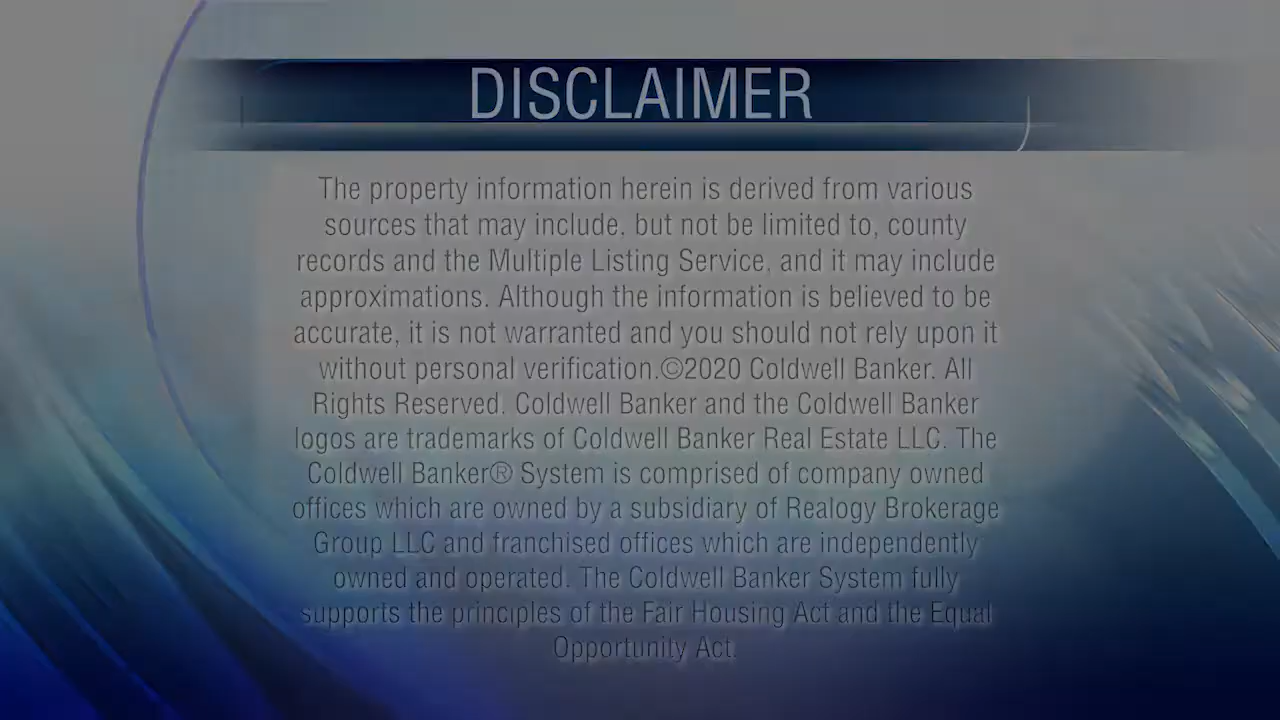 DISCLAIMER
The property information herein is derived from various
sources that may include, but not be limited to, county
records and the Multiple Listing Service, and it may include
approximations. Although the information is believed to be
accurate, it is not warranted and you should not rely upon it
without personal verification.©2020 Coldwell Banker. All
Rights Reserved. Coldwell Banker and the Coldwell Banker
logos are trademarks of Coldwell Banker Real Estate LLC. The
Coldwell Banker® System is comprised of company owned
offices which are owned by a subsidiary of Realogy Brokerage
Group LLC and franchised offices which are independently
owned and operated. The Coldwell Banker System fully
supports the principles of the Fair Housing Act and the Equal
Opportunity Act.